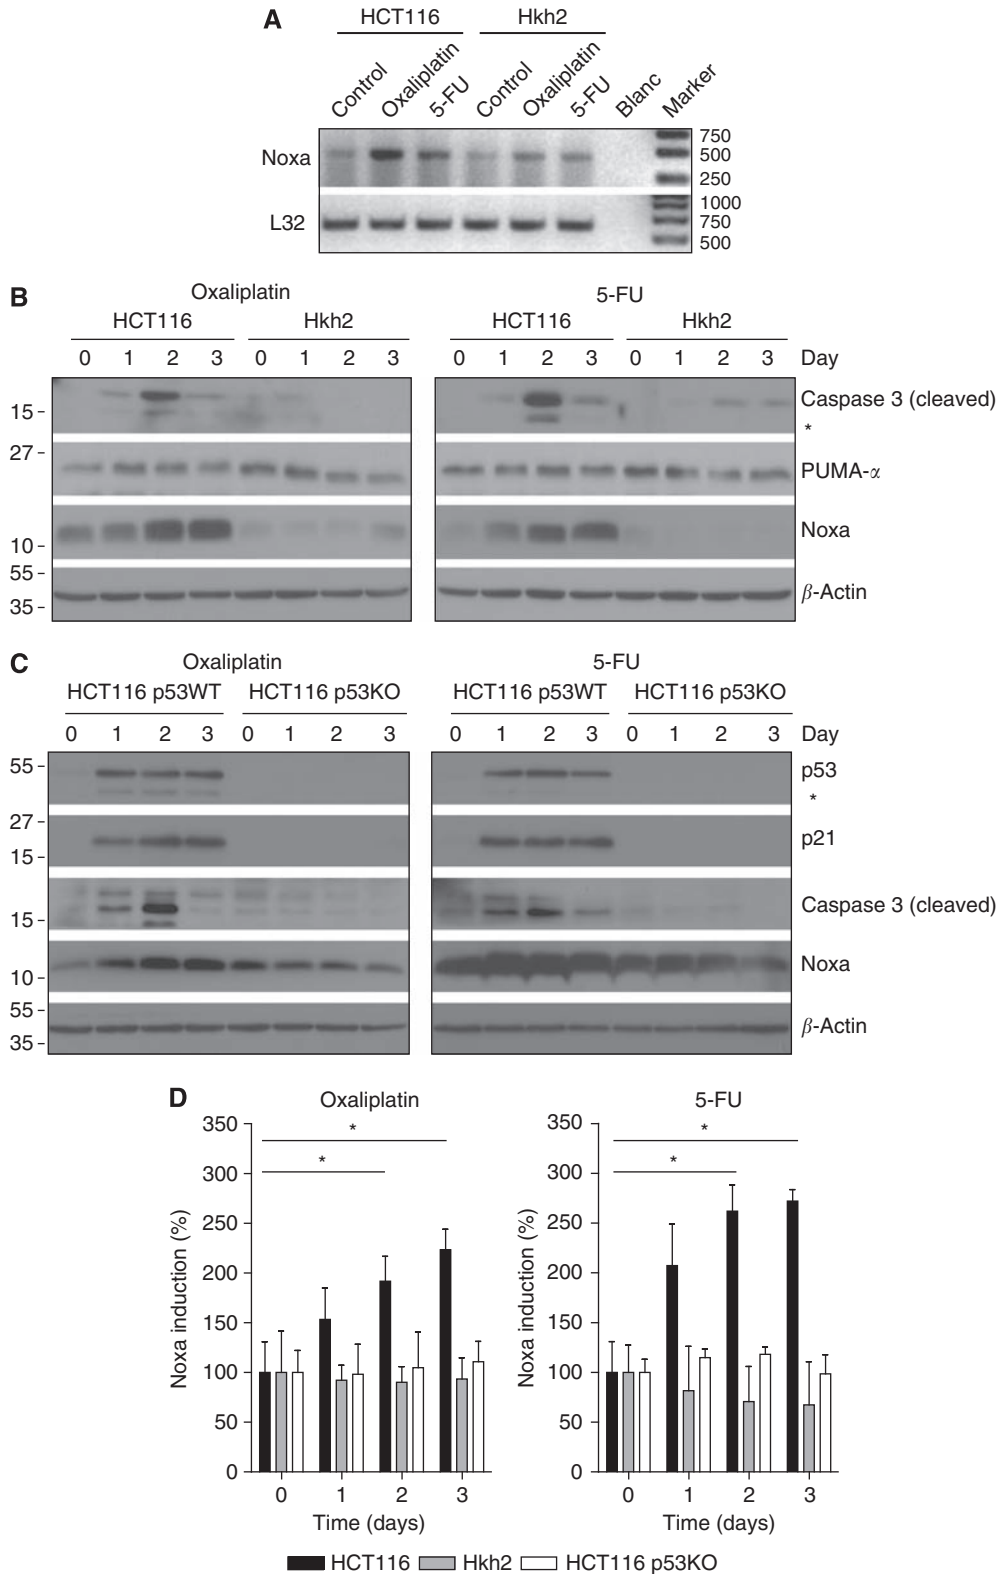 A
HCT116 Hkh2
Control Oxaliplatin 5-FU Control Oxaliplatin 5-FU Blanc Marker
Noxa
750
500
250
L32
1000
750
500
B
Oxaliplatin 5-FU
HCT116 Hkh2 HCT116 Hkh2
0 1 2 3 0 1 2 3 0 1 2 3 0 1 2 3 Day
15 Caspase 3 (cleaved)
*
27 PUMA-α
10 Noxa
55
35 β-Actin
C
Oxaliplatin 5-FU
HCT116 p53WT HCT116 p53KO HCT116 p53WT HCT116 p53KO
0 1 2 3 0 1 2 3 0 1 2 3 0 1 2 3 Day
55 p53
*
27
15 p21
15 Caspase 3 (cleaved)
10 Noxa
55
35 β-Actin
D
Oxaliplatin 5-FU
350 350
* *
300 300
* *
250 250
200 200
150 150
100 100
50 50
0 0
Noxa induction (%) Noxa induction (%)
0 1 2 3 0 1 2 3
Time (days) Time (days)
HCT116 Hkh2 HCT116 p53KO